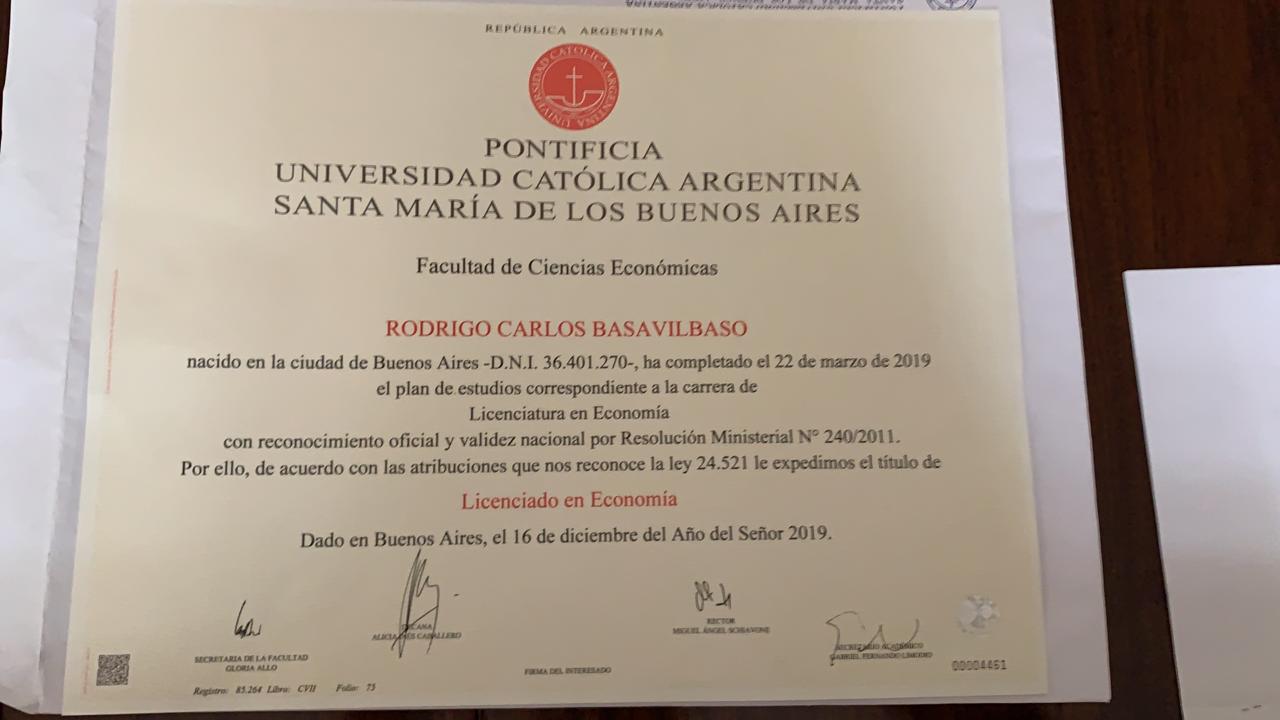 REPÚBLICA ARGENTINA
UNIVERSIDAD CATÓLICA ARGENTINA
PONTIFICIA
UNIVERSIDAD CATÓLICA ARGENTINA
SANTA MARÍA DE LOS BUENOS AIRES
Facultad de Ciencias Económicas
RODRIGO CARLOS BASAVILBASO
nacido en la ciudad de Buenos Aires -D.N.I. 36.401.270-, ha completado el 22 de marzo de 2019
el plan de estudios correspondiente a la carrera de
Licenciatura en Economía
con reconocimiento oficial y validez nacional por Resolución Ministerial N° 240/2011.
Por ello, de acuerdo con las atribuciones que nos reconoce la ley 24.521 le expedimos el título de
Licenciado en Economía
Dado en Buenos Aires, el 16 de diciembre del Año del Señor 2019.
SECRETARIA DE LA FACULTAD
GLORIA ALLO
DECANA
ALICIA INÉS CABALLERO
FIRMA DEL INTERESADO
RECTOR
MIGUEL ÁNGEL SCHIAVONE
SECRETARIO ACADÉMICO
GABRIEL FERNANDO LIMODIO
00004461
Registro: 85.264 Libro: CVII Folio: 75